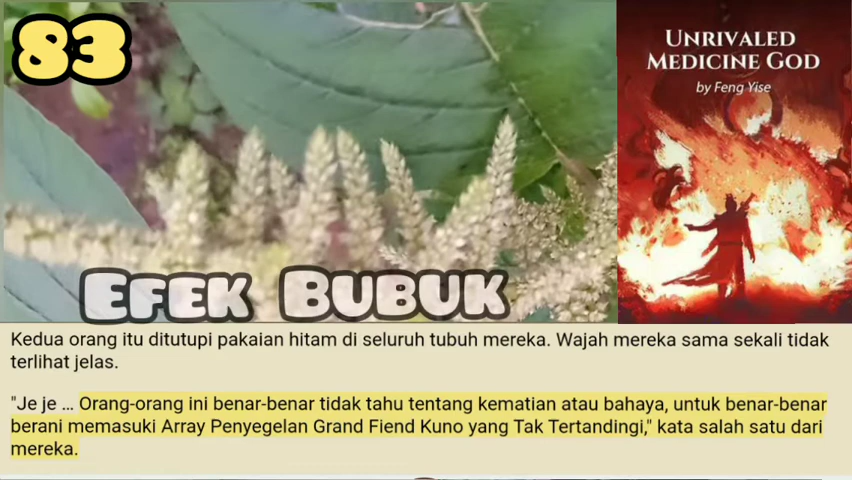 83
UNRIVALED
MEDICINE GOD
by Feng Yise
EFEK BUBUK
Kedua orang itu ditutupi pakaian hitam di seluruh tubuh mereka. Wajah mereka sama sekali tidak
terlihat jelas.
"Je je ... Orang-orang ini benar-benar tidak tahu tentang kematian atau bahaya, untuk benar-benar
berani memasuki Array Penyegelan Grand Fiend Kuno yang Tak Tertandingi," kata salah satu dari
mereka.